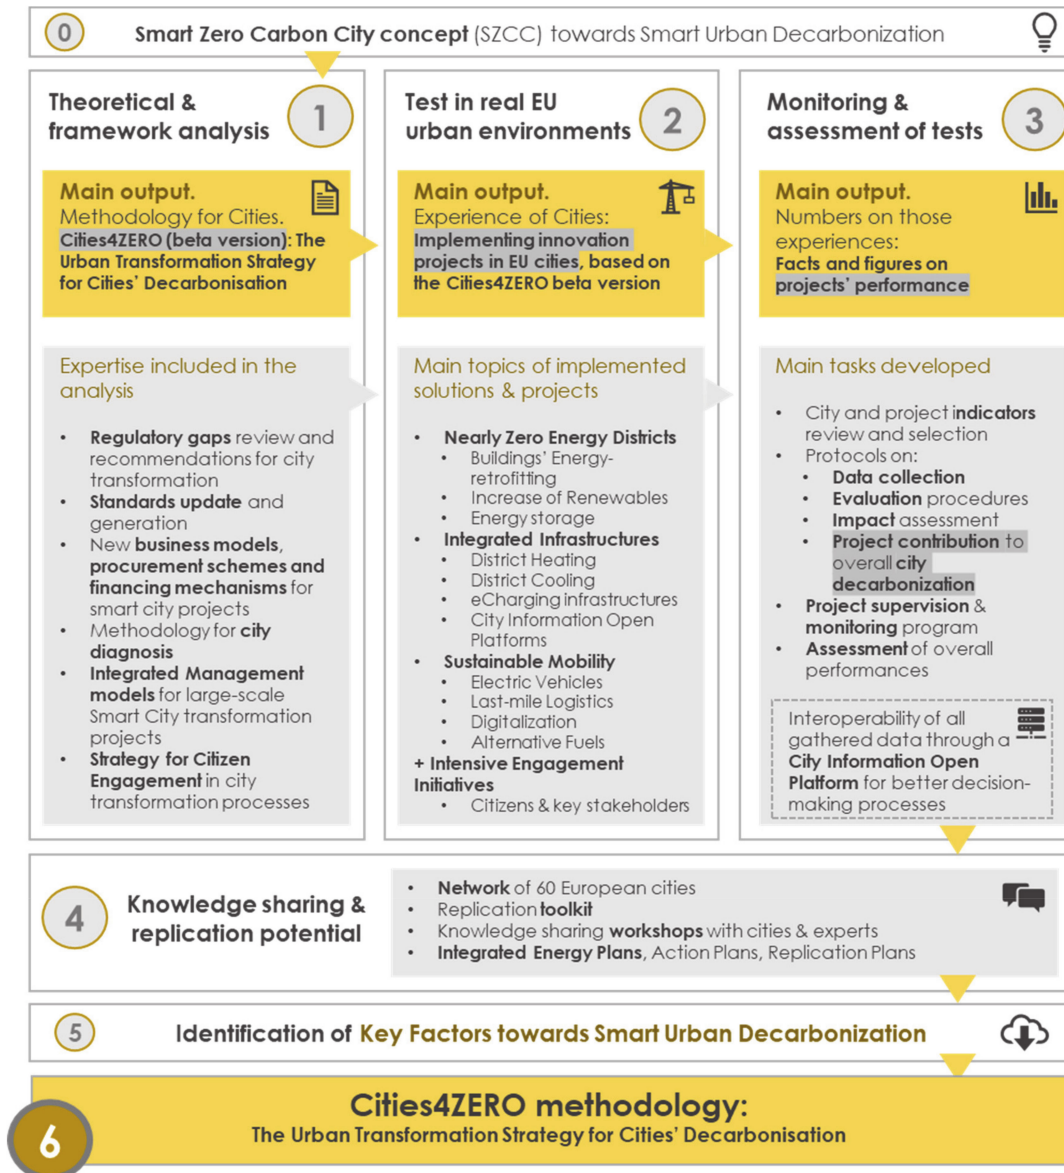 0
Smart Zero Carbon City concept (SZCC) towards Smart Urban Decarbonization
Theoretical &
framework analysis
1
Main output.
Methodology for Cities.
Cities4ZERO (beta version): The
Urban Transformation Strategy
for Cities' Decarbonisation
Expertise included in the
analysis
• Regulatory gaps review and
recommendations for city
transformation
• Standards update and
generation
• New business models,
procurement schemes and
financing mechanisms for
smart city projects
• Methodology for city
diagnosis
• Integrated Management
models for large-scale
Smart City transformation
projects
• Strategy for Citizen
Engagement in city
transformation processes
Test in real EU
urban environments
2
Main output.
Experience of Cities:
Implementing innovation
projects in EU cities, based on
the Cities4ZERO beta version
Main topics of implemented
solutions & projects
• Nearly Zero Energy Districts
• Buildings' Energy-
retrofitting
• Increase of Renewables
• Energy storage
• Integrated Infrastructures
• District Heating
• District Cooling
• eCharging infrastructures
• City Information Open
Platforms
• Sustainable Mobility
• Electric Vehicles
• Last-mile Logistics
• Digitalization
• Alternative Fuels
+ Intensive Engagement
Initiatives
• Citizens & key stakeholders
Monitoring &
assessment of tests
3
Main output.
Numbers on those
experiences:
Facts and figures on
projects' performance
Main tasks developed
• City and project indicators
review and selection
• Protocols on:
• Data collection
• Evaluation procedures
• Impact assessment
• Project contribution to
overall city
decarbonization
• Project supervision &
monitoring program
• Assessment of overall
performances
Interoperability of all
gathered data through a
City Information Open
Platform for better decision-
making processes
4
Knowledge sharing &
replication potential
• Network of 60 European cities
• Replication toolkit
• Knowledge sharing workshops with cities & experts
• Integrated Energy Plans, Action Plans, Replication Plans
5
Identification of Key Factors towards Smart Urban Decarbonization
6
Cities4ZERO methodology:
The Urban Transformation Strategy for Cities' Decarbonisation